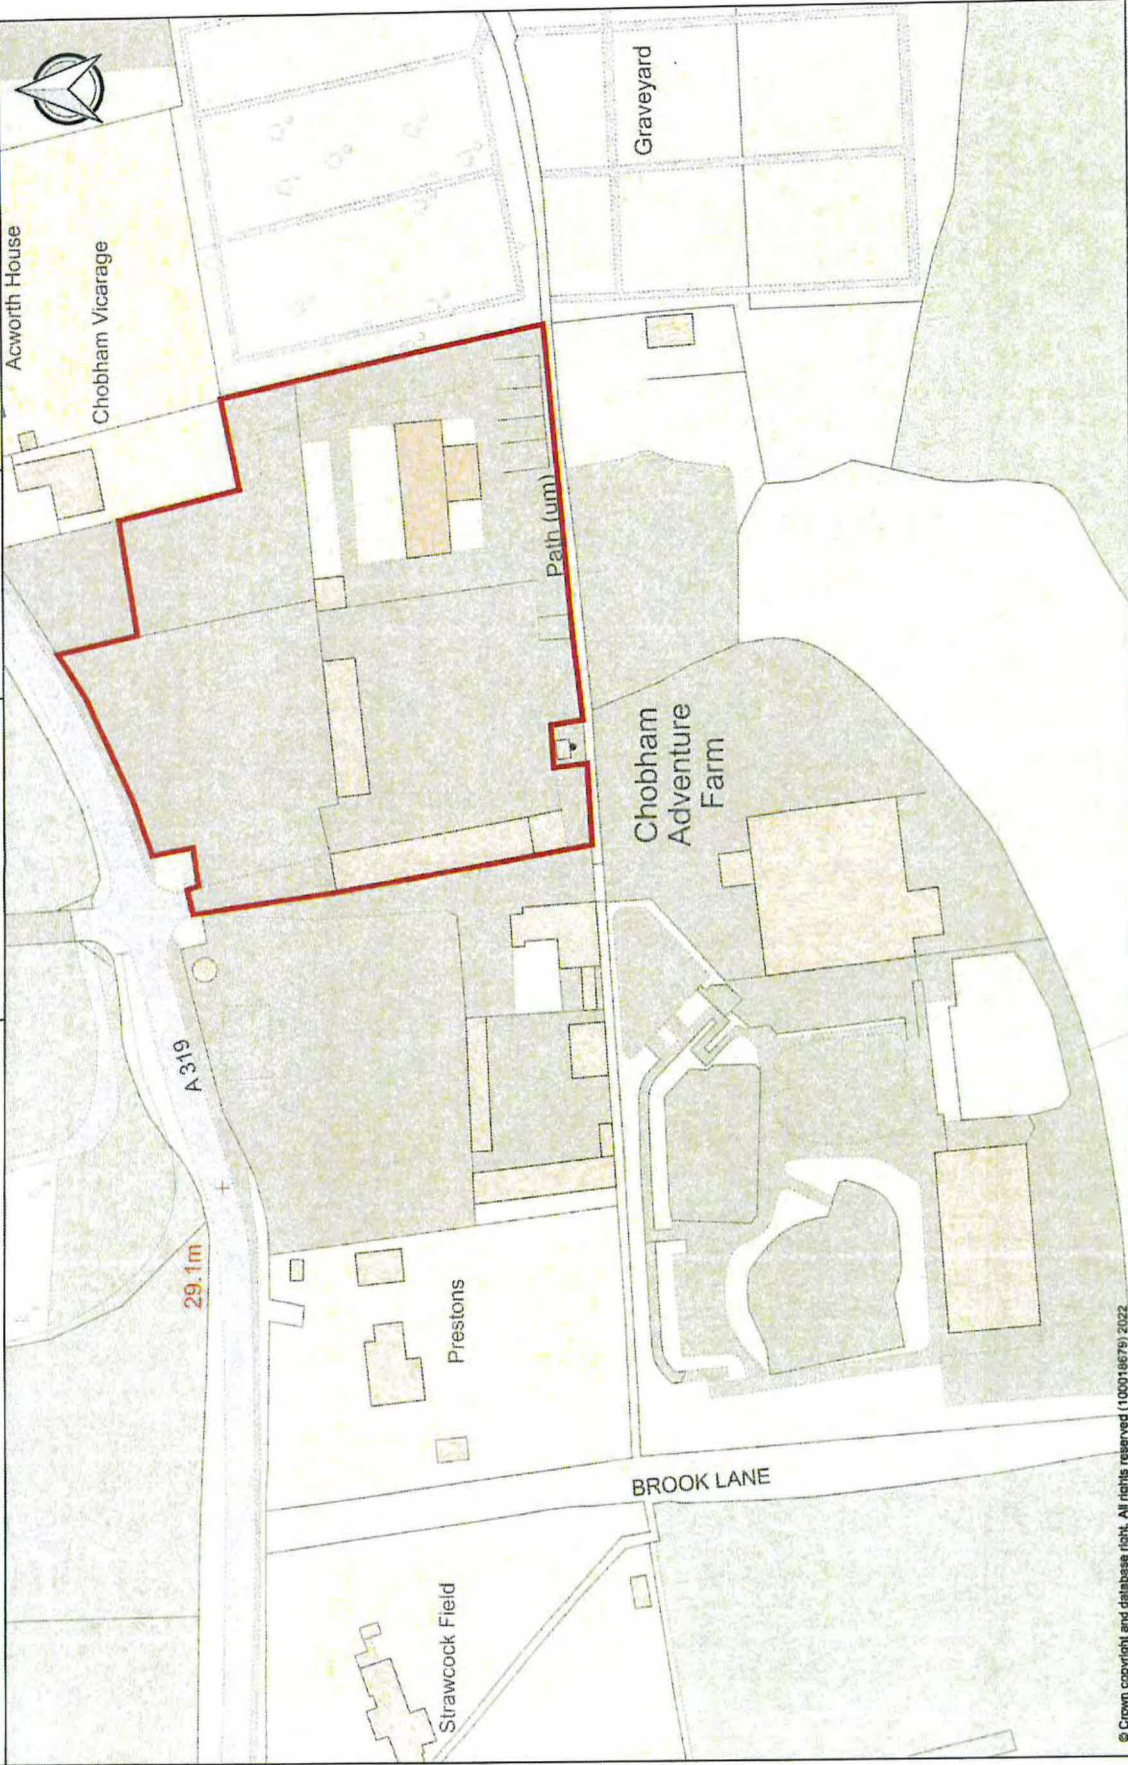 Acworth House
Chobham Vicarage
Graveyard
Path (um)
Chobham
Adventure
Farm
A 319
29.1m
Prestons
BROOK LANE
Strawcock Field
© Crown copyright and database right. All rights reserved (100018679) 2022